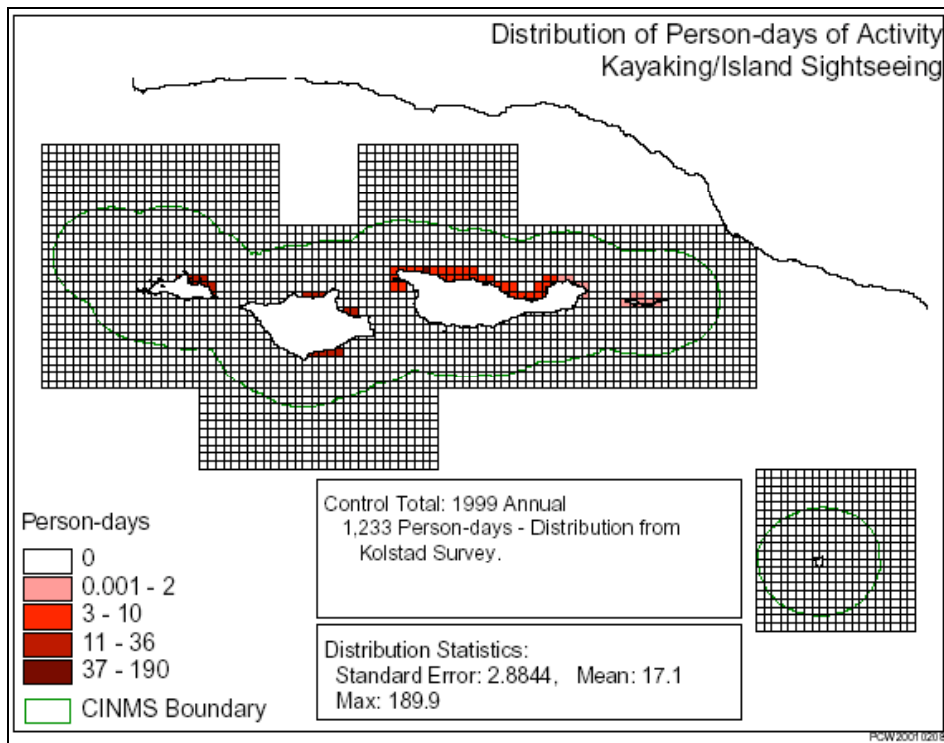 Distribution of Person-days of Activity
Kayaking/Island Sightseeing
Person-days
0
0.001 - 2
3 - 10
11 - 36
37 - 190
CINMS Boundary
Control Total: 1999 Annual
1,233 Person-days - Distribution from
Kolstad Survey.
Distribution Statistics:
Standard Error: 2.8844, Mean: 17.1
Max: 189.9
PCW20010208